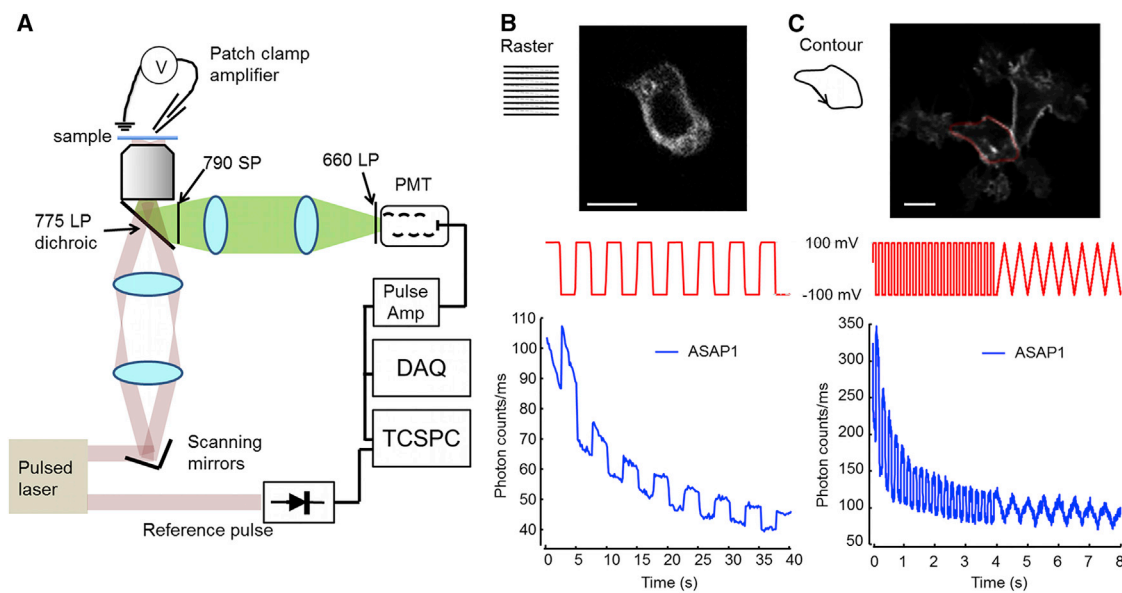 A
V
Patch clamp
amplifier
sample
790 SP
660 LP
PMT
775 LP
dichroic
Pulse
Amp
DAQ
TCSPC
Scanning
mirrors
Pulsed
laser
Reference pulse
B
Raster
C
Contour
100 mV
-100 mV
110
100
90
80
70
60
50
40
Photon counts/ms
ASAP1
0
5
10
15
20
25
30
35
40
Time (s)
350
300
250
200
150
100
50
Photon counts/ms
ASAP1
0
1
2
3
4
5
6
7
8
Time (s)